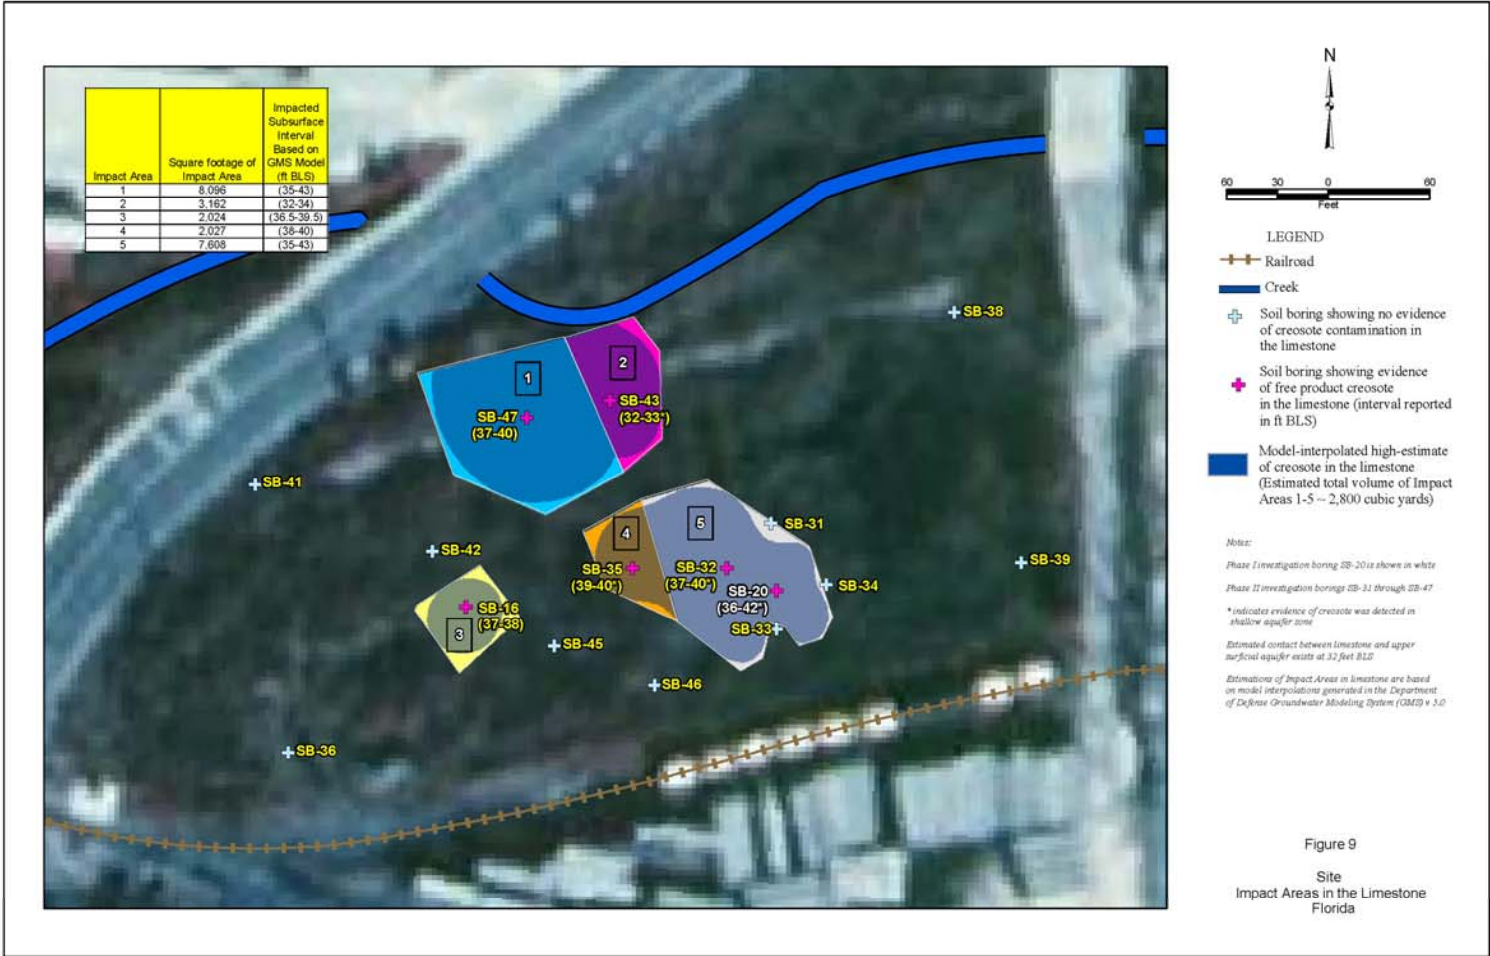 Impact Area
Square footage of
Impact Area
Impacted
Subsurface
Interval
Based on
GMS Model
(ft BLS)
1 8,096 (35-43)
2 3,162 (32-34)
3 2,024 (36.5-39.5)
4 2,027 (38-40)
5 7,608 (35-43)
SB-38
1
2
SB-47
(37-40)
SB-43
(32-33*)
SB-41
4
5
SB-31
SB-42
SB-35
(39-40*)
SB-32
(37-40*)
SB-20
(36-42*)
SB-34
SB-39
SB-16
(37-38)
3
SB-33
SB-45
SB-46
SB-36
N
60 30 0 60
Feet
LEGEND
Railroad
Creek
Soil boring showing no evidence
of creosote contamination in
the limestone
Soil boring showing evidence
of free product creosote
in the limestone (interval reported
in ft BLS)
Model-interpolated high-estimate
of creosote in the limestone
(Estimated total volume of Impact
Areas 1-5 ~ 2,800 cubic yards)
Notes:
Phase I investigation boring SB-20 is shown in white
Phase II investigation borings SB-31 through SB-47
* indicates evidence of creosote was detected in
shallow aquifer zone
Estimated contact between limestone and upper
surficial aquifer exists at 32 feet BLS
Estimations of Impact Areas in limestone are based
on model interpolations generated in the Department
of Defense Groundwater Modeling System (GMS) v 5.0
Figure 9
Site
Impact Areas in the Limestone
Florida